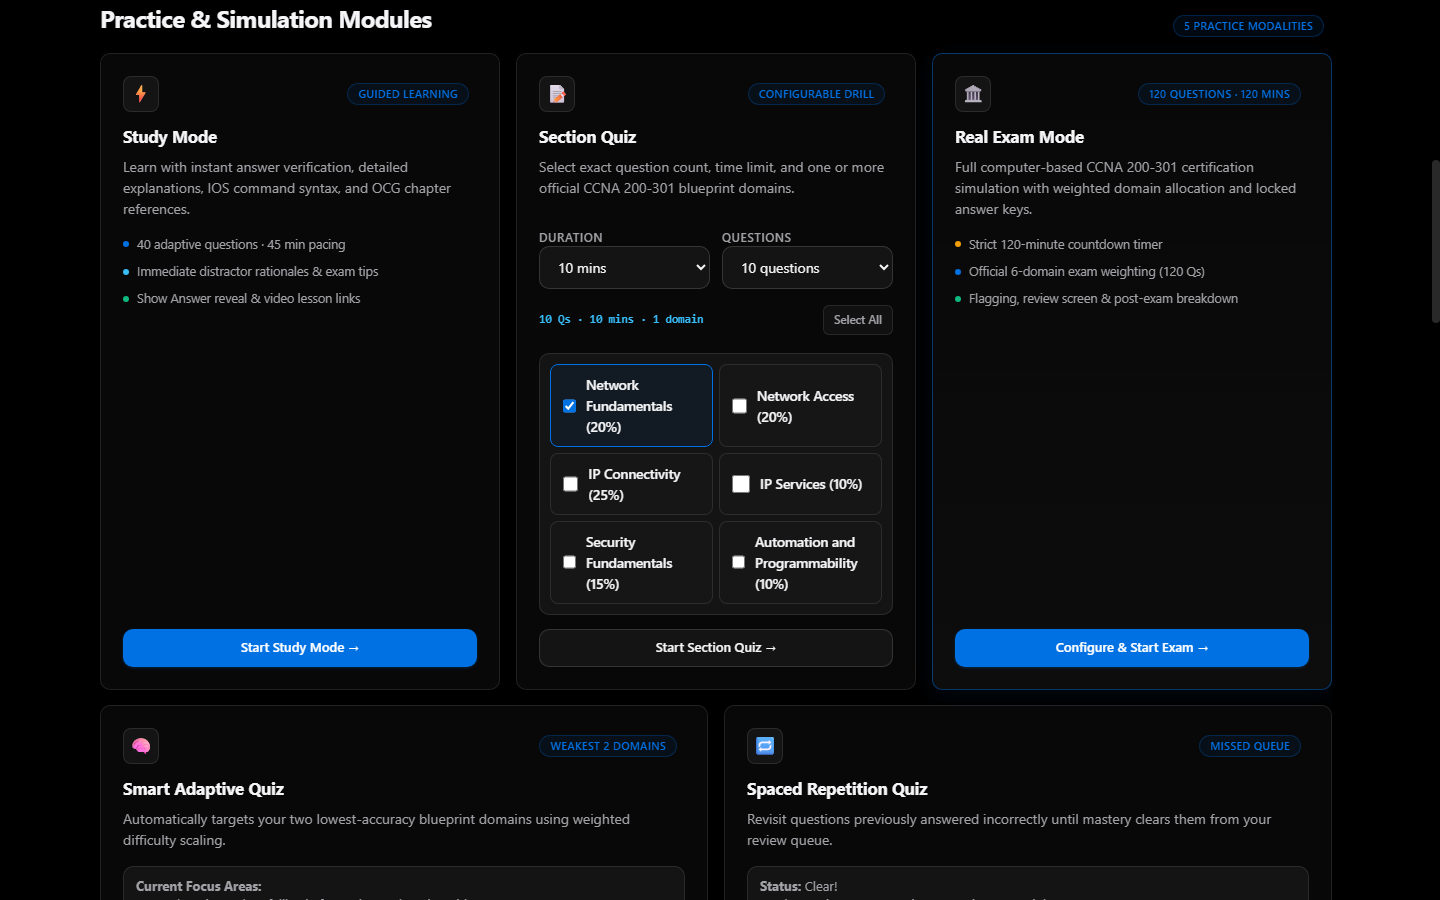 Practice & Simulation Modules
5 PRACTICE MODALITIES
GUIDED LEARNING
Study Mode
Learn with instant answer verification, detailed
explanations, IOS command syntax, and OCG chapter
references.
40 adaptive questions · 45 min pacing
Immediate distractor rationales & exam tips
Show Answer reveal & video lesson links
Start Study Mode →
CONFIGURABLE DRILL
Section Quiz
Select exact question count, time limit, and one or more
official CCNA 200-301 blueprint domains.
DURATION
QUESTIONS
10 mins
10 questions
10 Qs · 10 mins · 1 domain
Select All
Network
Fundamentals
(20%)
Network Access
(20%)
IP Connectivity
(25%)
IP Services (10%)
Security
Fundamentals
(15%)
Automation and
Programmability
(10%)
Start Section Quiz →
120 QUESTIONS · 120 MINS
Real Exam Mode
Full computer-based CCNA 200-301 certification
simulation with weighted domain allocation and locked
answer keys.
Strict 120-minute countdown timer
Official 6-domain exam weighting (120 Qs)
Flagging, review screen & post-exam breakdown
Configure & Start Exam →
WEAKEST 2 DOMAINS
Smart Adaptive Quiz
Automatically targets your two lowest-accuracy blueprint domains using weighted
difficulty scaling.
Current Focus Areas:
MISSED QUEUE
Spaced Repetition Quiz
Revisit questions previously answered incorrectly until mastery clears them from your
review queue.
Status: Clear!